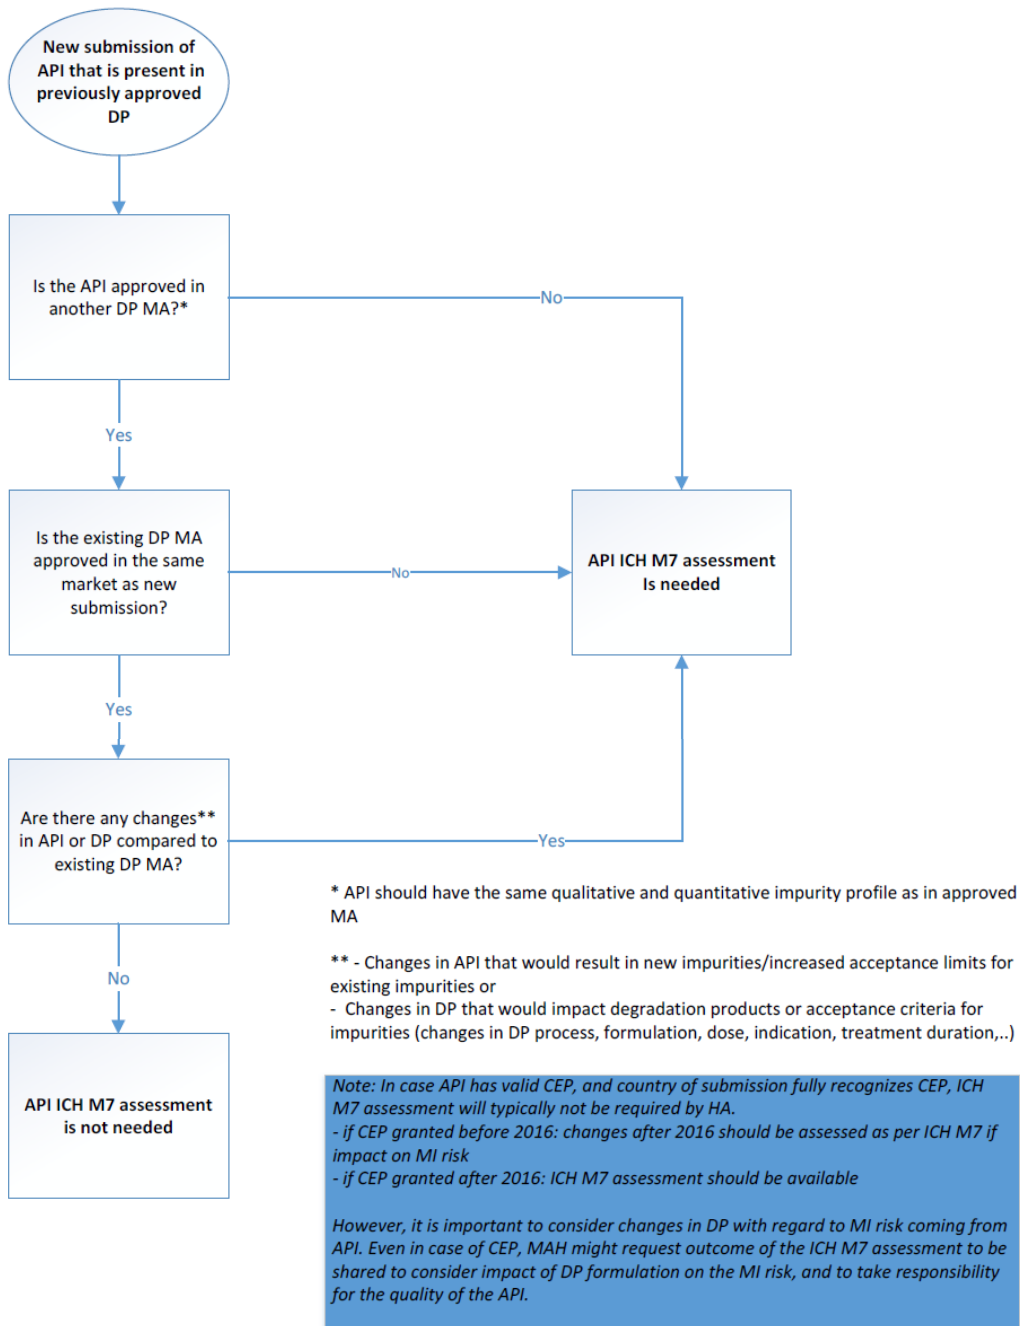 New submission of
API that is present in
previously approved
DP
Is the API approved in
another DP MA?*
No
Yes
Is the existing DP MA
approved in the same
market as new
submission?
No
API ICH M7 assessment
Is needed
Yes
Are there any changes**
in API or DP compared to
existing DP MA?
Yes
No
API ICH M7 assessment
is not needed
* API should have the same qualitative and quantitative impurity profile as in approved
MA
** - Changes in API that would result in new impurities/increased acceptance limits for
existing impurities or
- Changes in DP that would impact degradation products or acceptance criteria for
impurities (changes in DP process, formulation, dose, indication, treatment duration,..)
Note: In case API has valid CEP, and country of submission fully recognizes CEP, ICH
M7 assessment will typically not be required by HA.
- if CEP granted before 2016: changes after 2016 should be assessed as per ICH M7 if
impact on MI risk
- if CEP granted after 2016: ICH M7 assessment should be available
However, it is important to consider changes in DP with regard to MI risk coming from
API. Even in case of CEP, MAH might request outcome of the ICH M7 assessment to be
shared to consider impact of DP formulation on the MI risk, and to take responsibility
for the quality of the API.